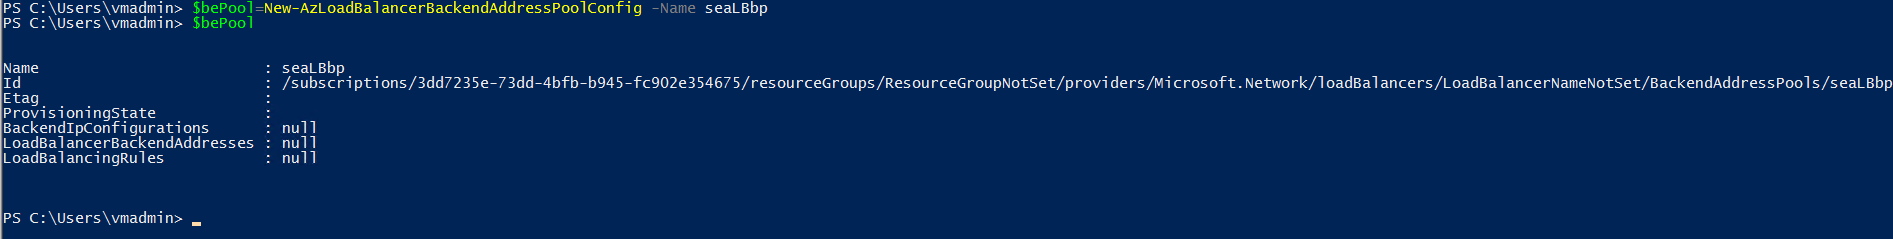 PS C:\Users\vmadmin> $bePool=New-AzLoadBalancerBackendAddressPoolConfig -Name seaLBbp
PS C:\Users\vmadmin> $bePool
Name                         : seaLBbp
Id                           : /subscriptions/3dd7235e-73dd-4bfb-b945-fc902e354675/resourceGroups/ResourceGroupNotSet/providers/Microsoft.Network/loadBalancers/LoadBalancerNameNotSet/BackendAddressPools/seaLBbp
Etag                         :
ProvisioningState            :
BackendIpConfigurations      : null
LoadBalancerBackendAddresses : null
LoadBalancingRules           : null
PS C:\Users\vmadmin>